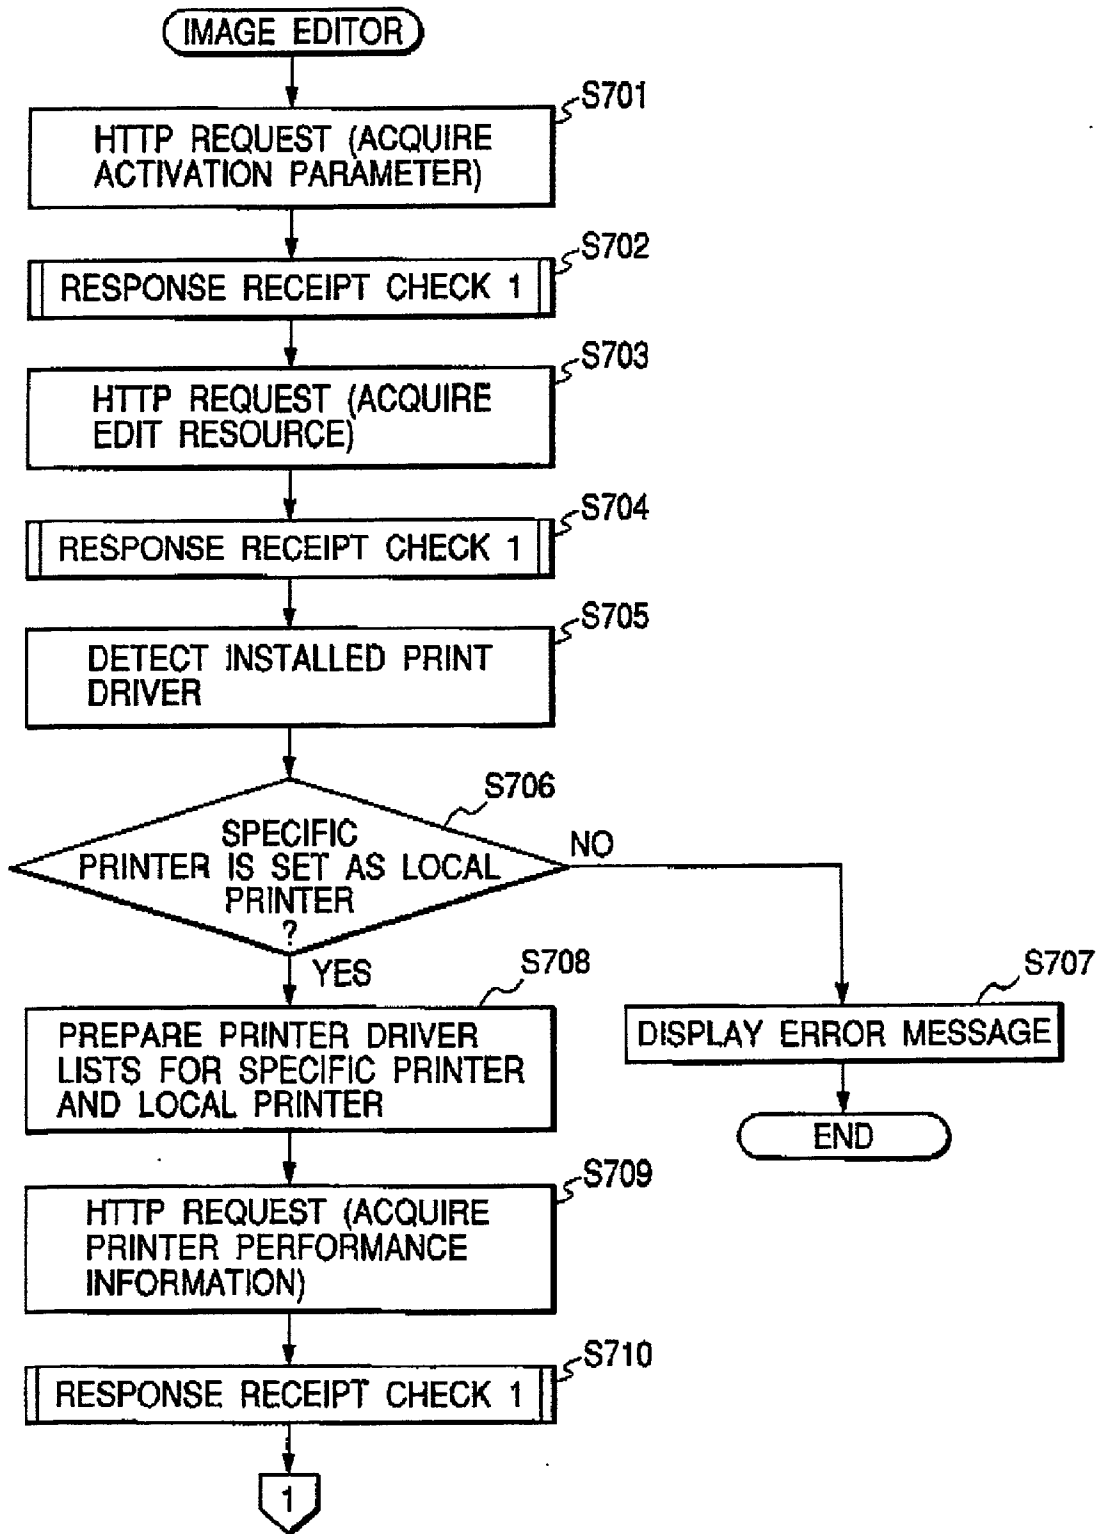 IMAGE EDITOR
S701
HTTP REQUEST (ACQUIRE
ACTIVATION PARAMETER)
S702
RESPONSE RECEIPT CHECK 1
S703
HTTP REQUEST (ACQUIRE
EDIT RESOURCE)
S704
RESPONSE RECEIPT CHECK 1
S705
DETECT INSTALLED PRINT
DRIVER
S706
SPECIFIC
PRINTER IS SET AS LOCAL
PRINTER
?
NO
YES
S707
DISPLAY ERROR MESSAGE
END
S708
PREPARE PRINTER DRIVER
LISTS FOR SPECIFIC PRINTER
AND LOCAL PRINTER
S709
HTTP REQUEST (ACQUIRE
PRINTER PERFORMANCE
INFORMATION)
S710
RESPONSE RECEIPT CHECK 1
1